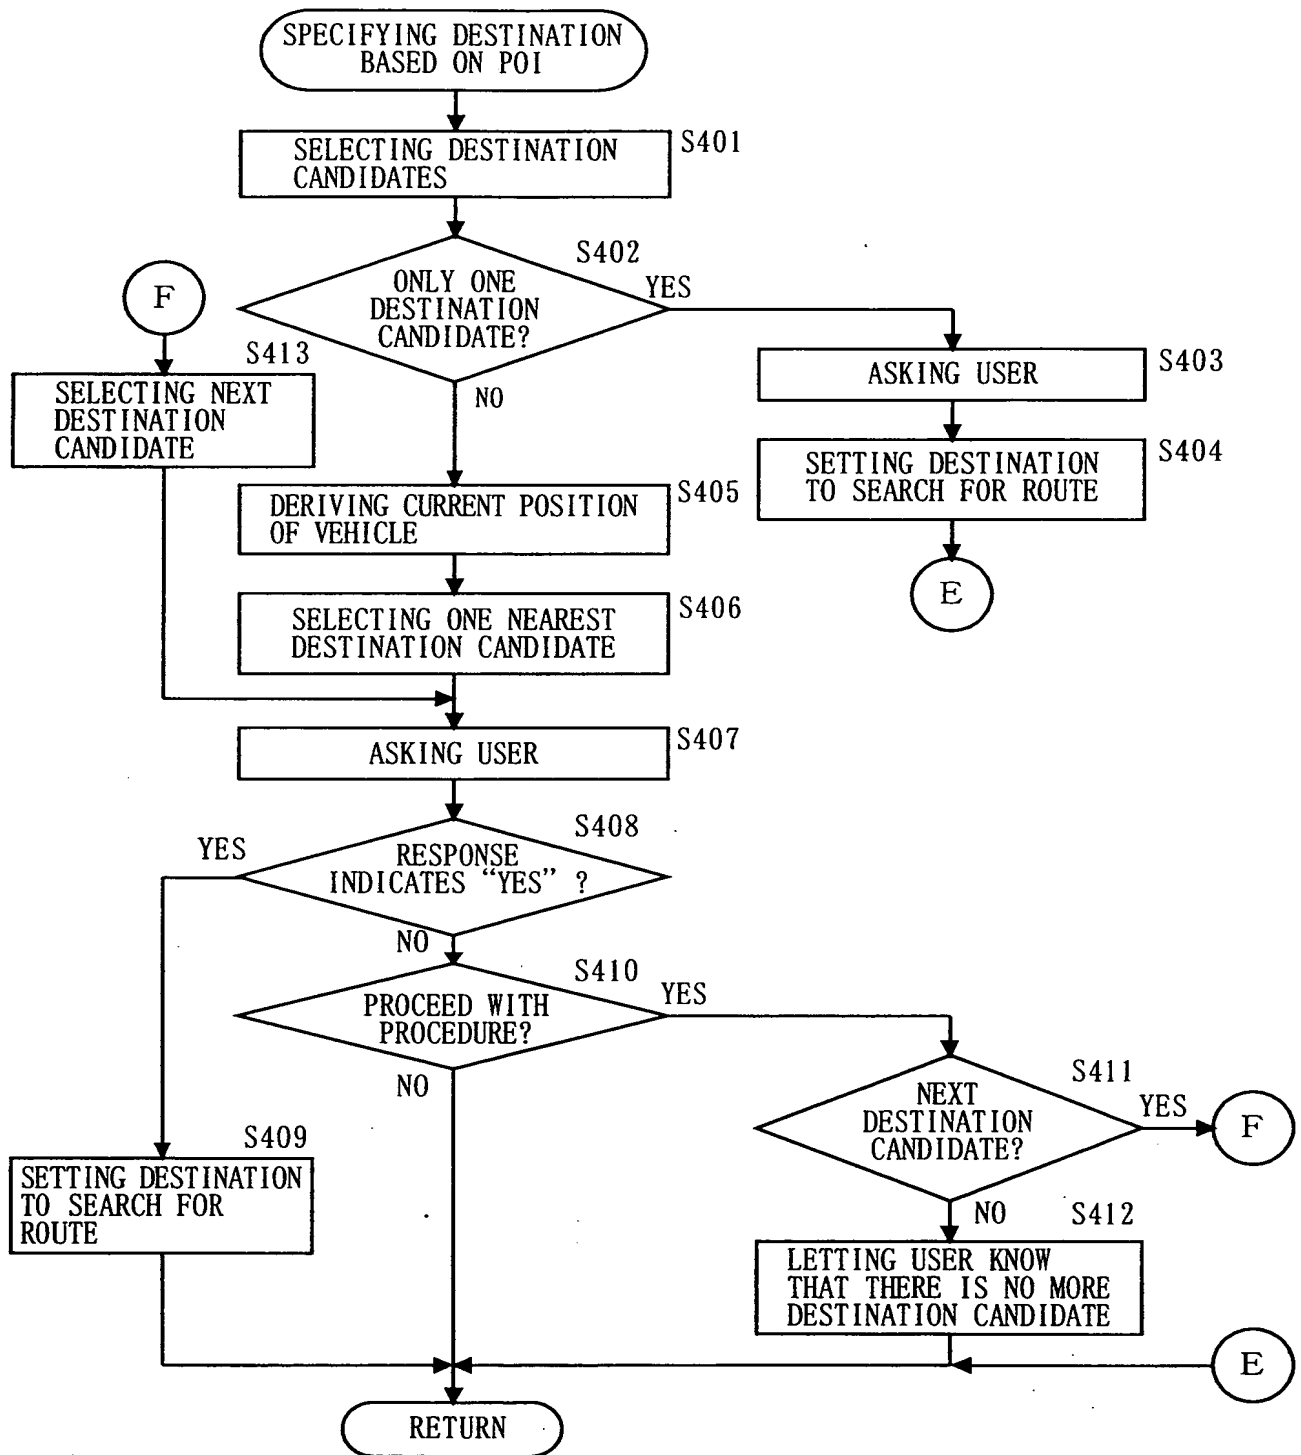 SPECIFYING DESTINATION
BASED ON POI
S401
SELECTING DESTINATION
CANDIDATES
S402
ONLY ONE
DESTINATION
CANDIDATE?
YES
NO
F
S413
SELECTING NEXT
DESTINATION
CANDIDATE
S403
ASKING USER
S404
SETTING DESTINATION
TO SEARCH FOR ROUTE
E
S405
DERIVING CURRENT POSITION
OF VEHICLE
S406
SELECTING ONE NEAREST
DESTINATION CANDIDATE
S407
ASKING USER
S408
RESPONSE
INDICATES “YES” ?
YES
NO
S410
PROCEED WITH
PROCEDURE?
YES
NO
S411
NEXT
DESTINATION
CANDIDATE?
YES
F
NO
S409
SETTING DESTINATION
TO SEARCH FOR
ROUTE
S412
LETTING USER KNOW
THAT THERE IS NO MORE
DESTINATION CANDIDATE
E
RETURN